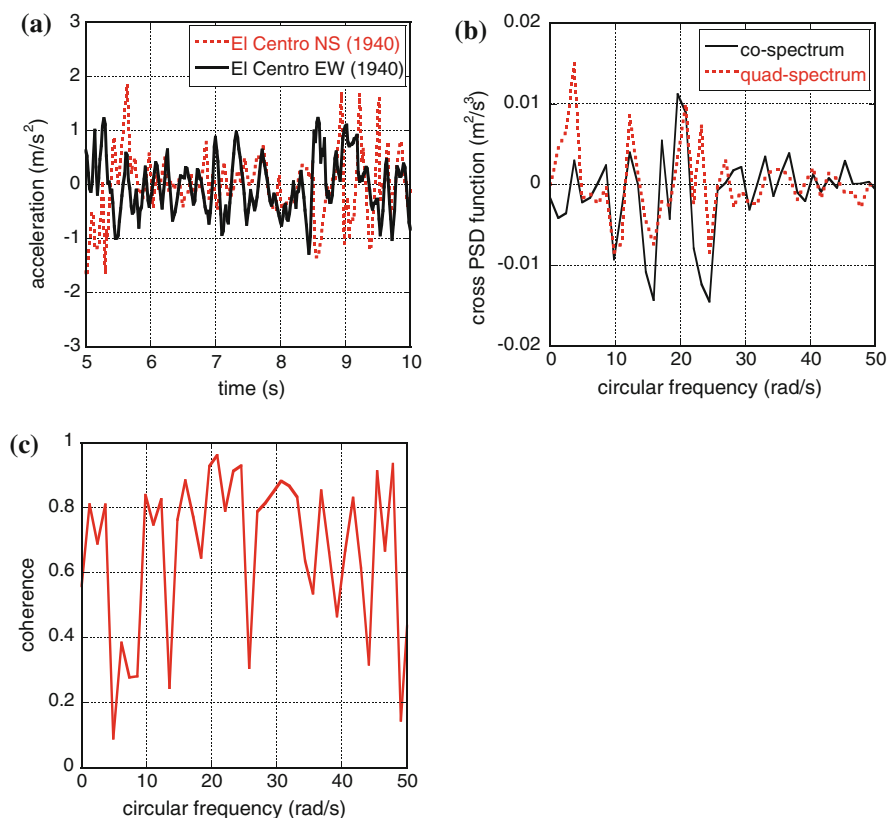 (a)
El Centro NS (1940)
El Centro EW (1940)
3
2
1
0
-1
-2
-3
acceleration (m/s²)
5 6 7 8 9 10
time (s)
(b)
co-spectrum
quad-spectrum
0.02
0.01
0
-0.01
-0.02
cross PSD function (m²/s³)
0 10 20 30 40 50
circular frequency (rad/s)
(c)
1
0.8
0.6
0.4
0.2
0
coherence
0 10 20 30 40 50
circular frequency (rad/s)